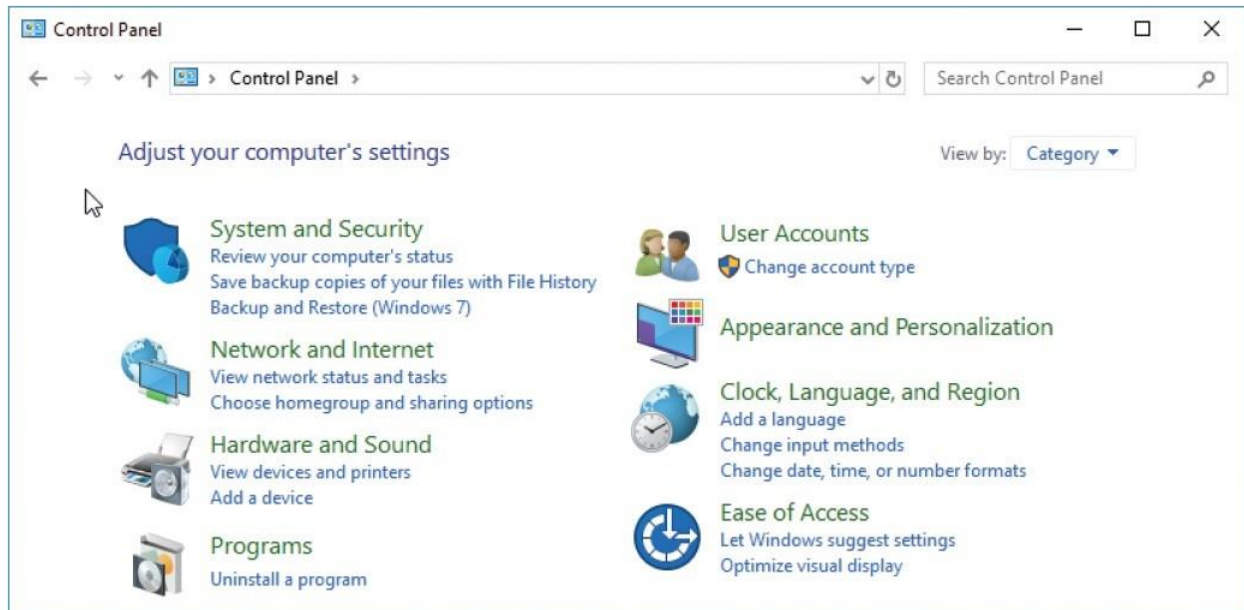 Control Panel
Control Panel
Search Control Panel
Adjust your computer's settings
View by: Category
System and Security
Review your computer's status
Save backup copies of your files with File History
Backup and Restore (Windows 7)
Network and Internet
View network status and tasks
Choose homegroup and sharing options
Hardware and Sound
View devices and printers
Add a device
Programs
Uninstall a program
User Accounts
Change account type
Appearance and Personalization
Clock, Language, and Region
Add a language
Change input methods
Change date, time, or number formats
Ease of Access
Let Windows suggest settings
Optimize visual display